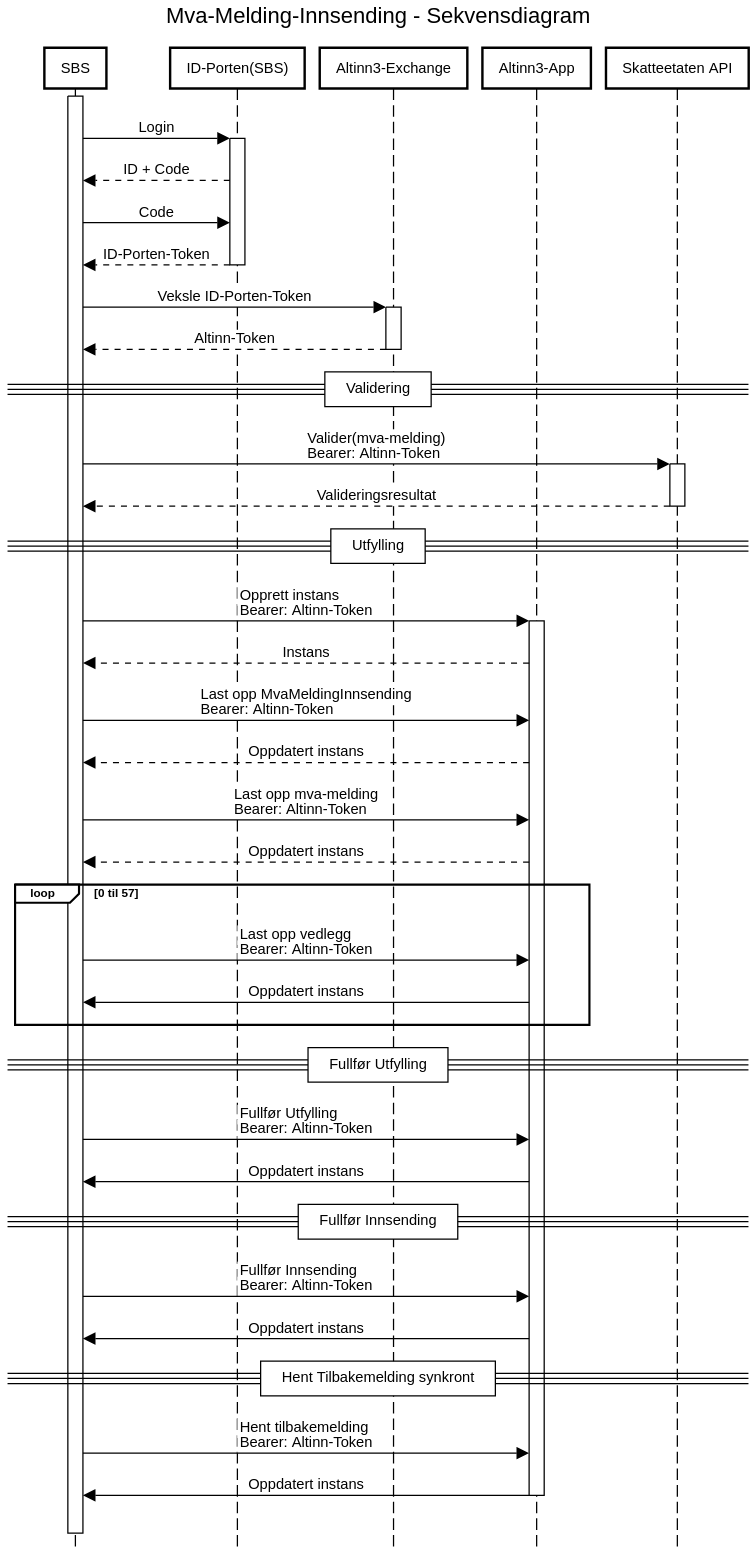 Mva-Melding-Innsending - Sekvensdiagram
SBS
ID-Porten(SBS)
Altinn3-Exchange
Altinn3-App
Skatteetaten API
Login
ID + Code
Code
ID-Porten-Token
Veksle ID-Porten-Token
Altinn-Token
Validering
Valider(mva-melding)
Bearer: Altinn-Token
Valideringsresultat
Utfylling
Opprett instans
Bearer: Altinn-Token
Instans
Last opp MvaMeldingInnsending
Bearer: Altinn-Token
Oppdatert instans
Last opp mva-melding
Bearer: Altinn-Token
Oppdatert instans
loop
[0 til 57]
Last opp vedlegg
Bearer: Altinn-Token
Oppdatert instans
Fullfør Utfylling
Fullfør Utfylling
Bearer: Altinn-Token
Oppdatert instans
Fullfør Innsending
Fullfør Innsending
Bearer: Altinn-Token
Oppdatert instans
Hent Tilbakemelding synkront
Hent tilbakemelding
Bearer: Altinn-Token
Oppdatert instans